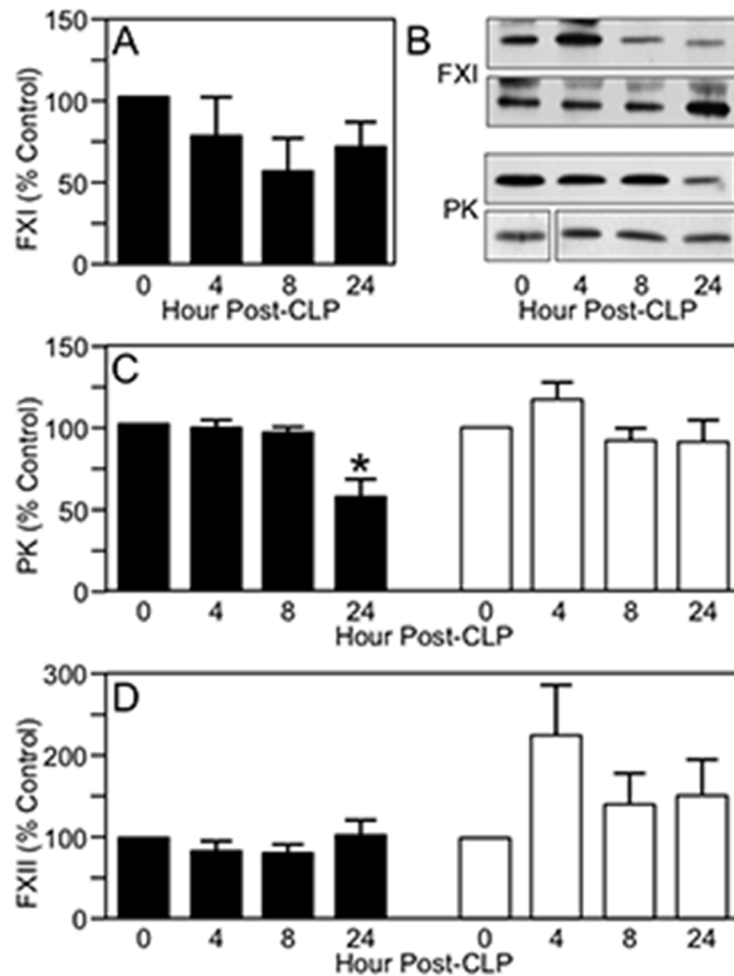 A
FXI (% Control)
150
100
50
0
0 4 8 24
Hour Post-CLP
B
FXI
PK
0 4 8 24
Hour Post-CLP
C
PK (% Control)
150
100
50
0
*
0 4 8 24 0 4 8 24
Hour Post-CLP
D
FXII (% Control)
300
200
100
0
0 4 8 24 0 4 8 24
Hour Post-CLP